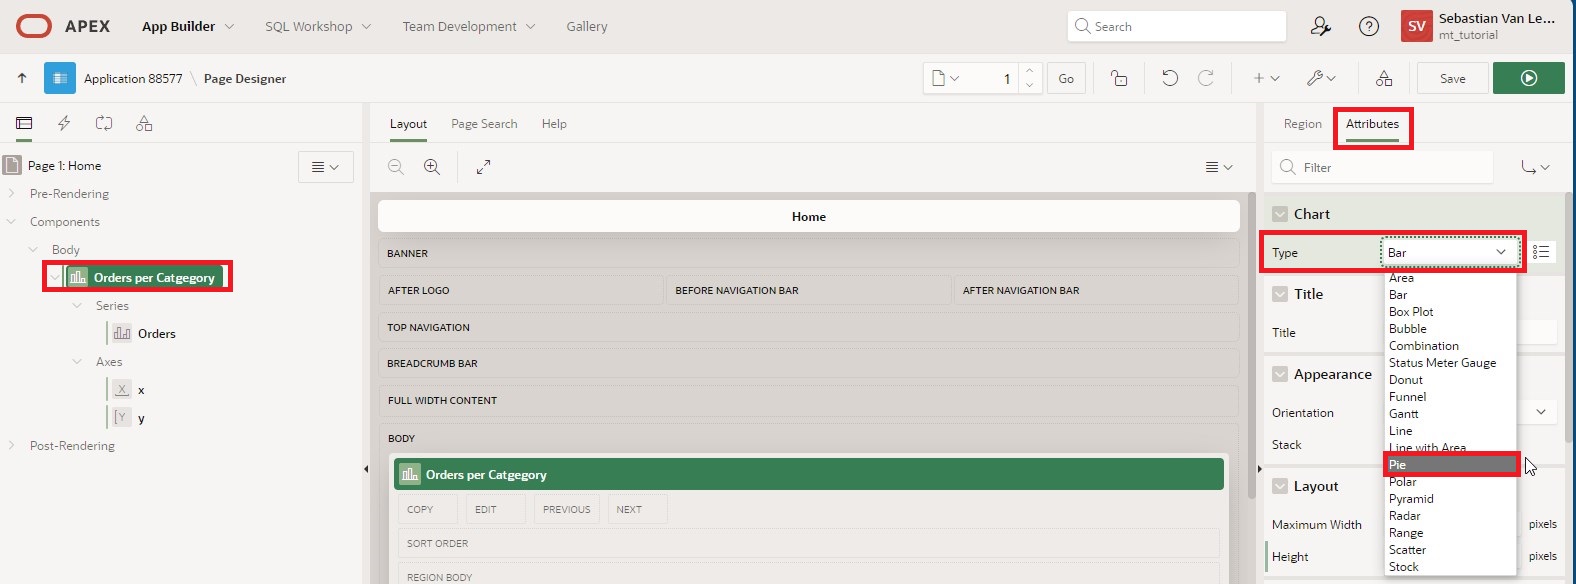 APEX App Builder SQL Workshop Team Development Gallery Search SV Sebastian Van Le...
mt_tutorial
Application 88577 \ Page Designer 1 Go Save
Layout Page Search Help
Region Attributes
Page 1: Home
Filter
Pre-Rendering
Components
Body
Orders per Catgegory
Series
Orders
Axes
x
y
Post-Rendering
Home
BANNER
AFTER LOGO BEFORE NAVIGATION BAR AFTER NAVIGATION BAR
TOP NAVIGATION
BREADCRUMB BAR
FULL WIDTH CONTENT
BODY
Orders per Catgegory
COPY EDIT PREVIOUS NEXT
SORT ORDER
REGION BODY
Chart
Type Bar
Title
Title
Appearance
Orientation
Stack
Layout
Maximum Width pixels
Height pixels
Area
Bar
Box Plot
Bubble
Combination
Status Meter Gauge
Donut
Funnel
Gantt
Line
Line with Area
Pie
Polar
Pyramid
Radar
Range
Scatter
Stock